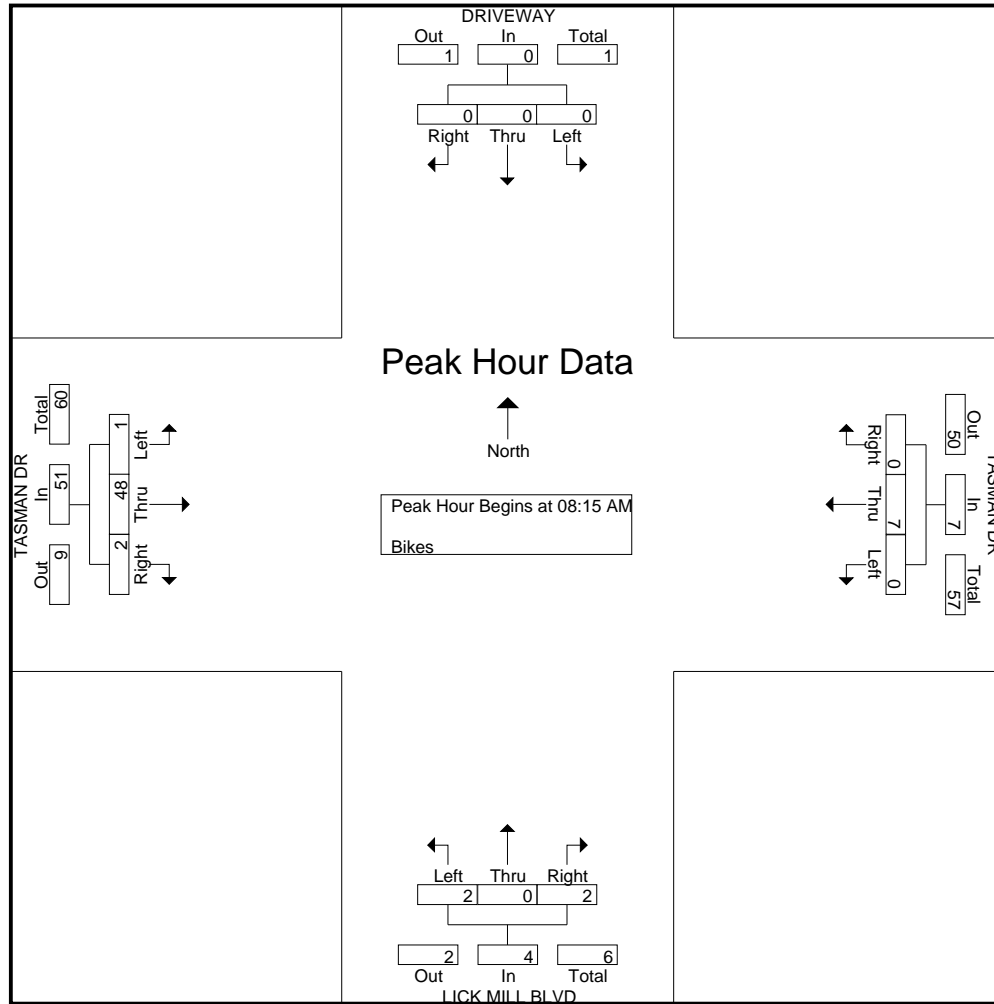 DRIVEWAY
Out In Total
1 0 1
0 0 0
Right Thru Left
Peak Hour Data
North
Peak Hour Begins at 08:15 AM
Bikes
TASMAN DR
Total In Out
60 51 9
1 48 2
Left Thru Right
Right Thru Left
0 7 0
50 7 57
Out In Total
TASMAN DR
Left Thru Right
2 0 2
2 4 6
Out In Total
LICK MILL BLVD